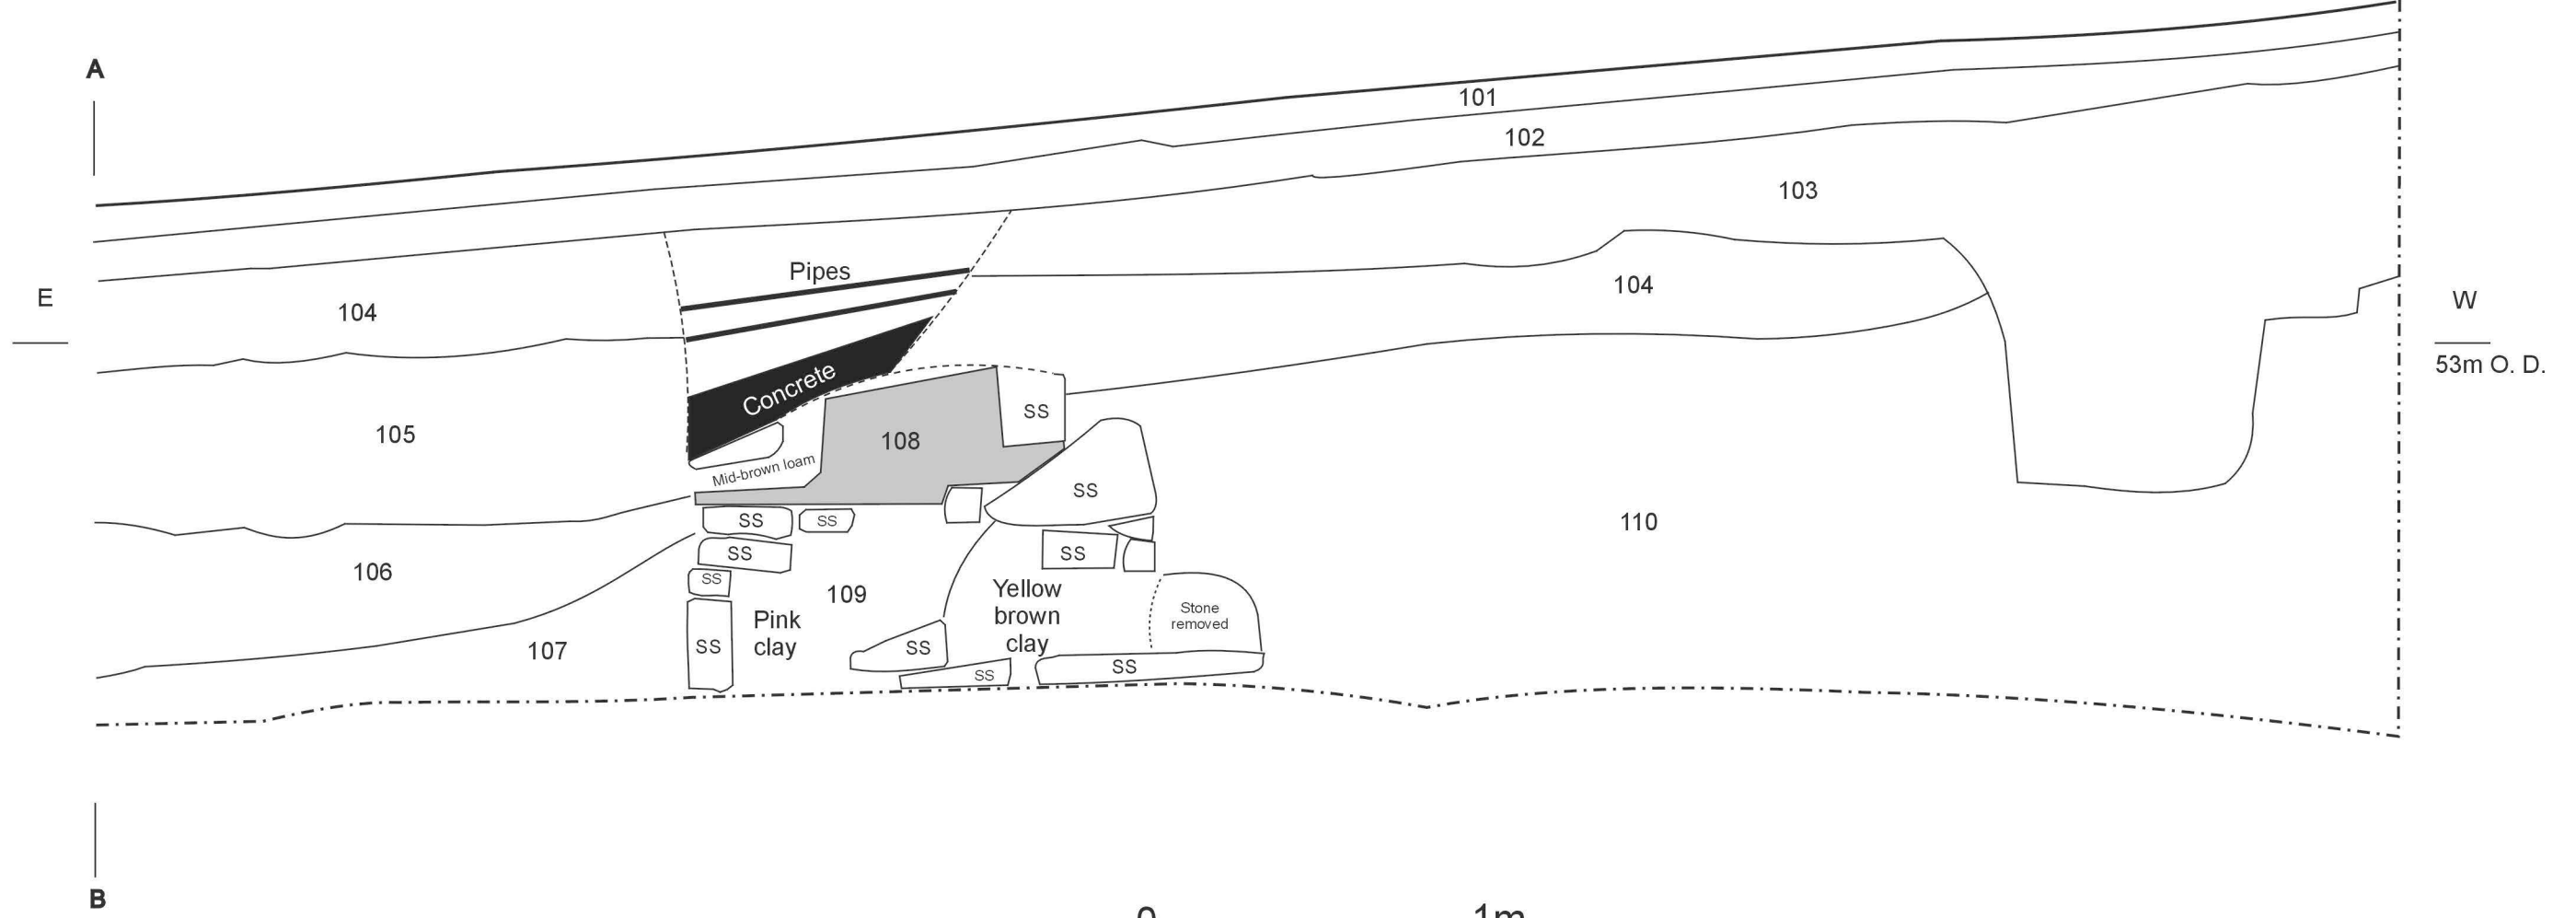 A
101
102
103
Pipes
E
104
104
W
53m O. D.
Concrete
SS
105
108
Mid-brown loam
SS
SS
SS
110
SS
SS
106
SS
109
Yellow
brown
clay
Stone
removed
Pink
clay
107
SS
SS
SS
SS
B
0
1m